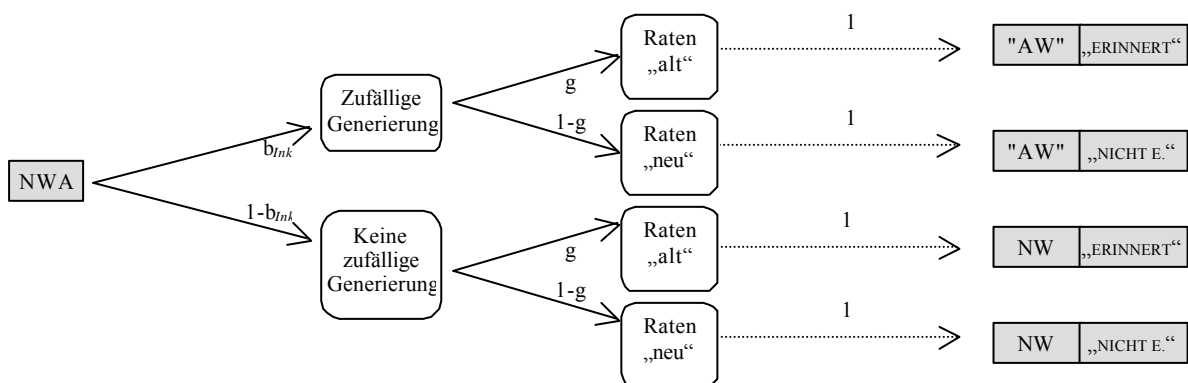 NWA
b_Ink
1-b_Ink
Zufällige
Generierung
Keine
zufällige
Generierung
g
1-g
g
1-g
Raten
„alt“
Raten
„neu“
Raten
„alt“
Raten
„neu“
1
1
1
1
"AW" „ERINNERT“
"AW" „NICHT E.“
NW „ERINNERT“
NW „NICHT E.“